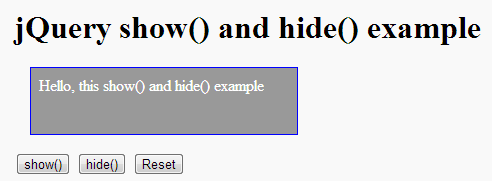 jQuery show() and hide() example
Hello, this show() and hide() example
show() hide() Reset